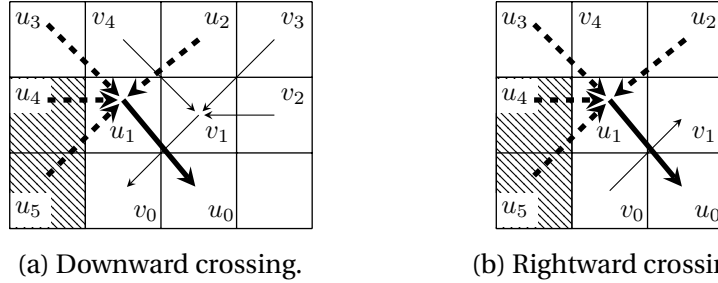 u3 v4 v3
u4 u1 v1 v2
u5 v0 u0
(a) Downward crossing.
u3 v4 u2
u4 u1 v1
u5 v0 u0
(b) Rightward crossin